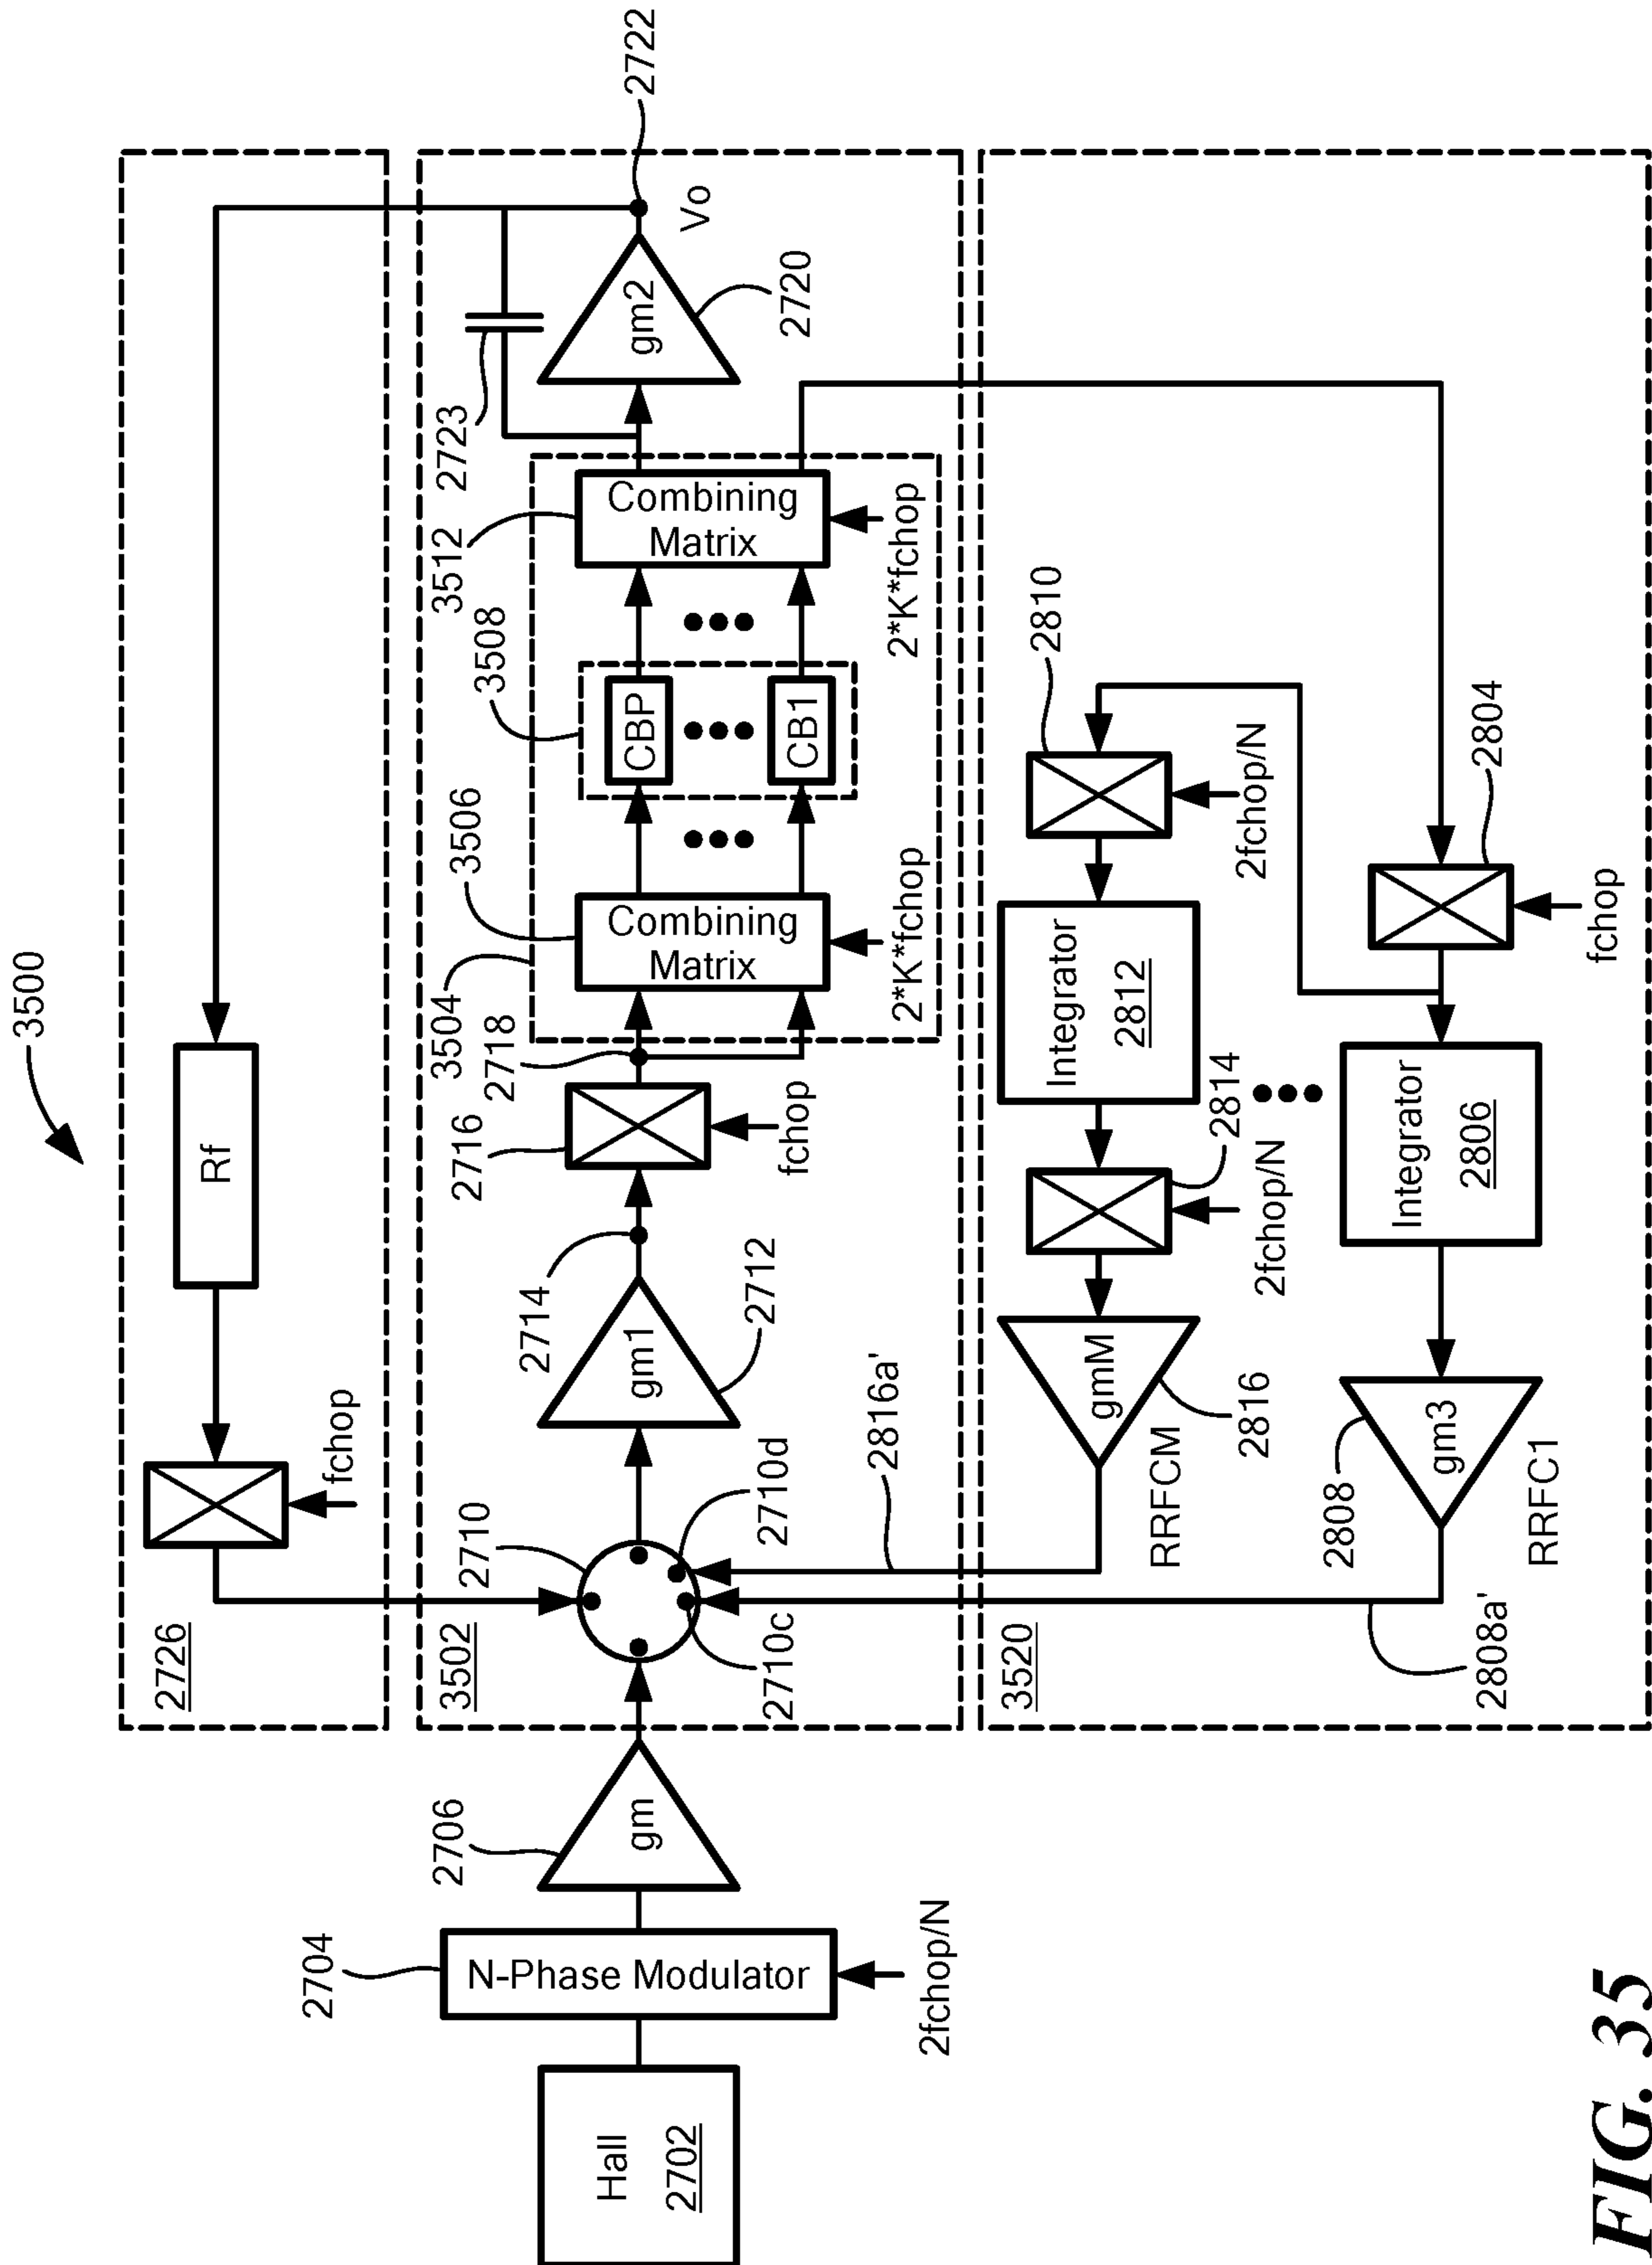 3500
2726
Rf
fchop
3502
2710
2710c
2710d
2714
gm1
2712
2716
fchop
2718
3504
3506
Combining
Matrix
2*K*fchop
3508
CBP
CB1
3512
Combining
Matrix
2*K*fchop
2723
gm2
2720
Vo
2722
Hall
2702
2704
N-Phase Modulator
2fchop/N
2706
gm
3520
2816a'
2808a'
gmM
2816
RRFCM
2814
2fchop/N
Integrator
2812
2810
2fchop/N
2808
gm3
RRFC1
Integrator
2806
2804
fchop
FIG. 35